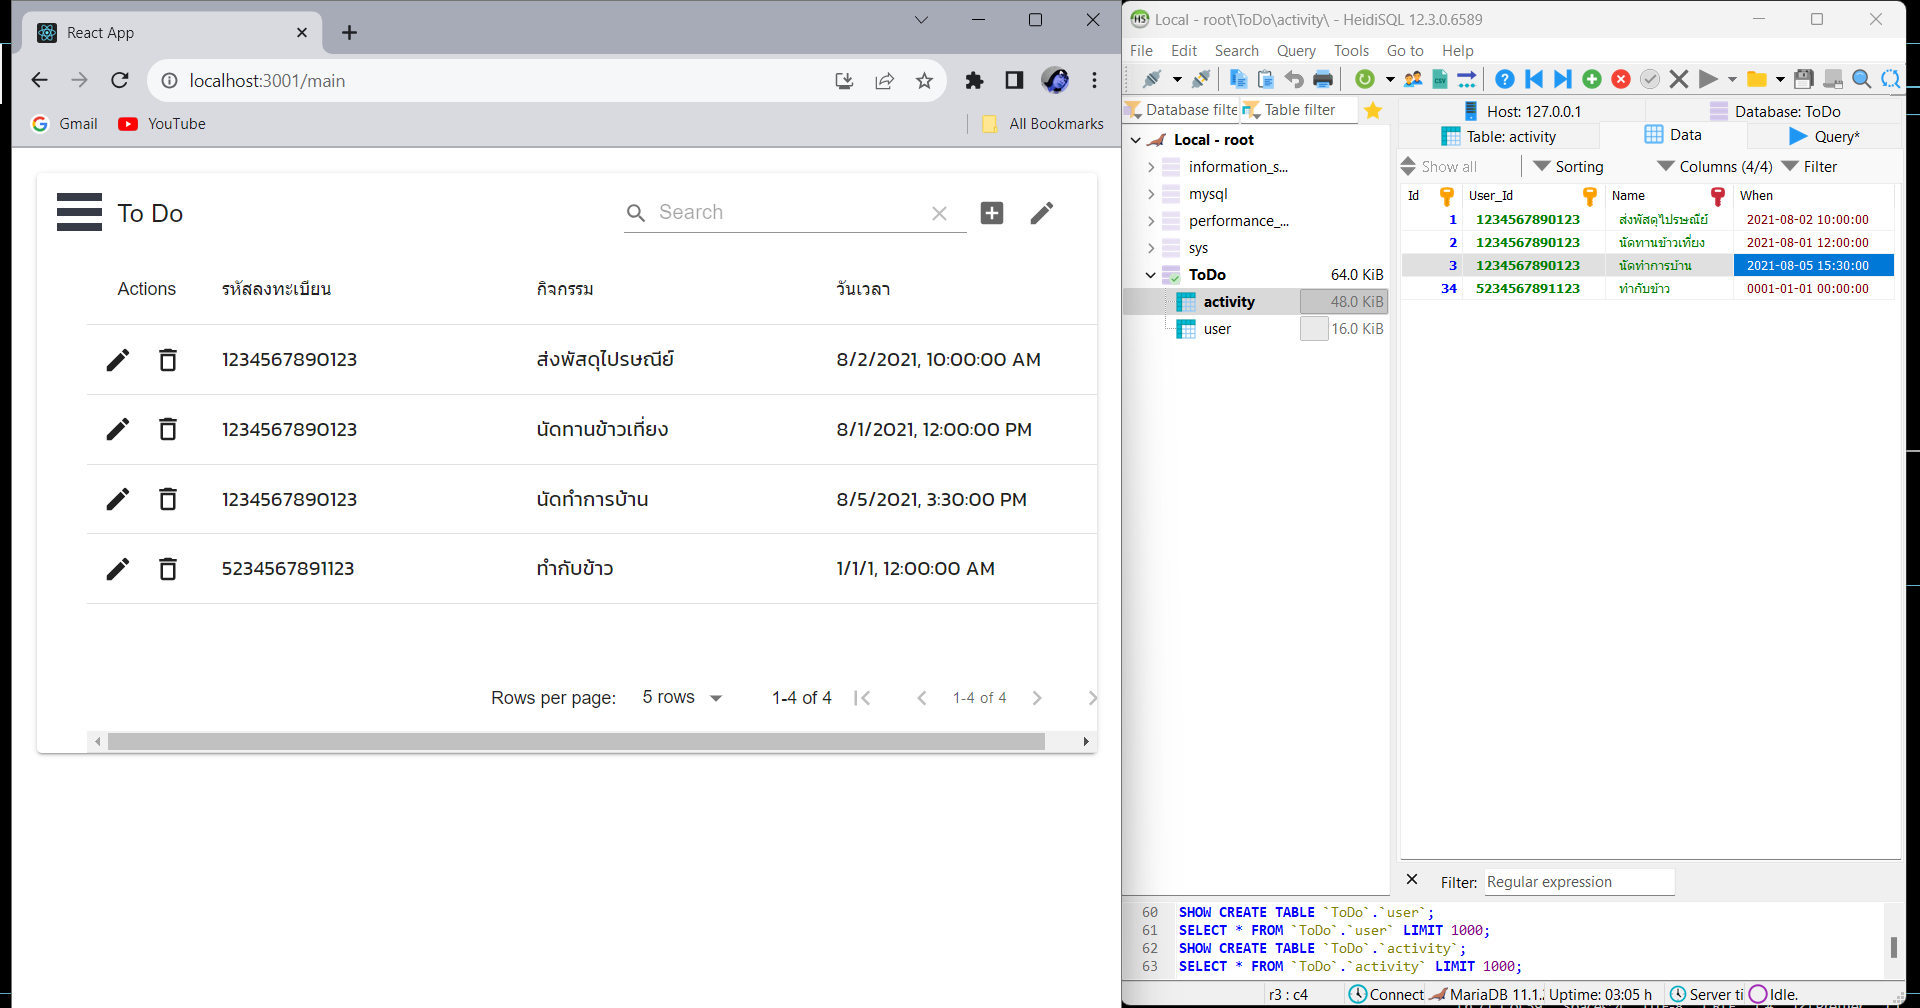 React App
localhost:3001/main
Gmail
YouTube
All Bookmarks
To Do
Search
Actions รหัสลงทะเบียน กิจกรรม วันเวลา
1234567890123 ส่งพัสดุไปรษณีย์ 8/2/2021, 10:00:00 AM
1234567890123 นัดทานข้าวเที่ยง 8/1/2021, 12:00:00 PM
1234567890123 นัดทำการบ้าน 8/5/2021, 3:30:00 PM
5234567891123 ทำกับข้าว 1/1/1, 12:00:00 AM
Rows per page: 5 rows 1-4 of 4 1-4 of 4
Local - root\ToDo\activity\ - HeidiSQL 12.3.0.6589
File Edit Search Query Tools Go to Help
Database filte Table filter
Local - root
information_s...
mysql
performance_...
sys
ToDo 64.0 KiB
activity 48.0 KiB
user 16.0 KiB
Host: 127.0.0.1 Database: ToDo
Table: activity Data Query*
Show all Sorting Columns (4/4) Filter
Id User_Id Name When
1 1234567890123 ส่งพัสดุไปรษณีย์ 2021-08-02 10:00:00
2 1234567890123 นัดทานข้าวเที่ยง 2021-08-01 12:00:00
3 1234567890123 นัดทำการบ้าน 2021-08-05 15:30:00
34 5234567891123 ทำกับข้าว 0001-01-01 00:00:00
Filter: Regular expression
60 SHOW CREATE TABLE `ToDo`.`user`;
61 SELECT * FROM `ToDo`.`user` LIMIT 1000;
62 SHOW CREATE TABLE `ToDo`.`activity`;
63 SELECT * FROM `ToDo`.`activity` LIMIT 1000;
r3 : c4 Connect MariaDB 11.1. Uptime: 03:05 h Server ti Idle.